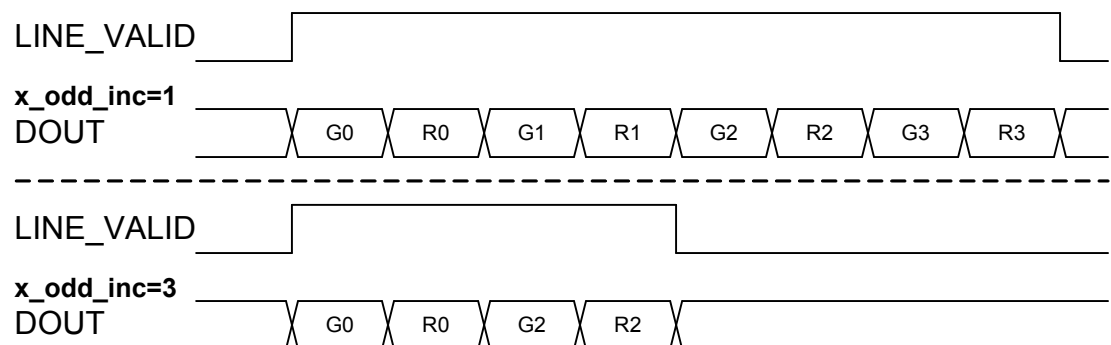 LINE_VALID
x_odd_inc=1
DOUT G0 R0 G1 R1 G2 R2 G3 R3
LINE_VALID
x_odd_inc=3
DOUT G0 R0 G2 R2